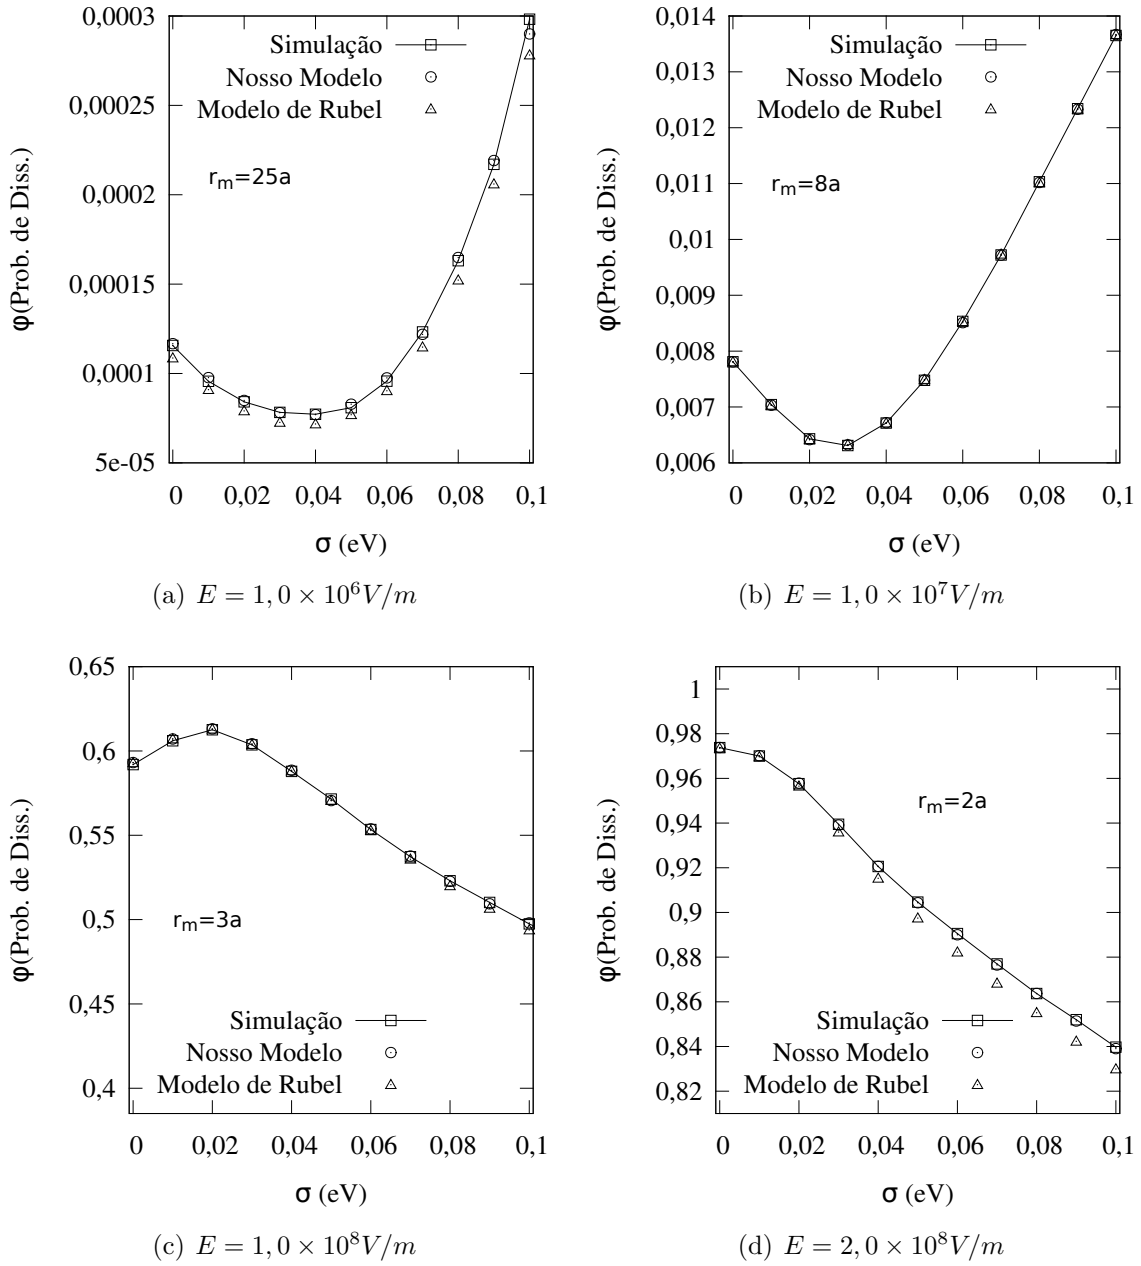 0,0003
0,00025
0,0002
0,00015
0,0001
5e-05
φ(Prob. de Diss.)
Simulação
Nosso Modelo
Modelo de Rubel
r_m=25a
0 0,02 0,04 0,06 0,08 0,1
σ (eV)
(a) E = 1, 0 × 10^6 V/m
0,014
0,013
0,012
0,011
0,01
0,009
0,008
0,007
0,006
φ(Prob. de Diss.)
Simulação
Nosso Modelo
Modelo de Rubel
r_m=8a
0 0,02 0,04 0,06 0,08 0,1
σ (eV)
(b) E = 1, 0 × 10^7 V/m
0,65
0,6
0,55
0,5
0,45
0,4
φ(Prob. de Diss.)
r_m=3a
Simulação
Nosso Modelo
Modelo de Rubel
0 0,02 0,04 0,06 0,08 0,1
σ (eV)
(c) E = 1, 0 × 10^8 V/m
1
0,98
0,96
0,94
0,92
0,9
0,88
0,86
0,84
0,82
φ(Prob. de Diss.)
r_m=2a
Simulação
Nosso Modelo
Modelo de Rubel
0 0,02 0,04 0,06 0,08 0,1
σ (eV)
(d) E = 2, 0 × 10^8 V/m